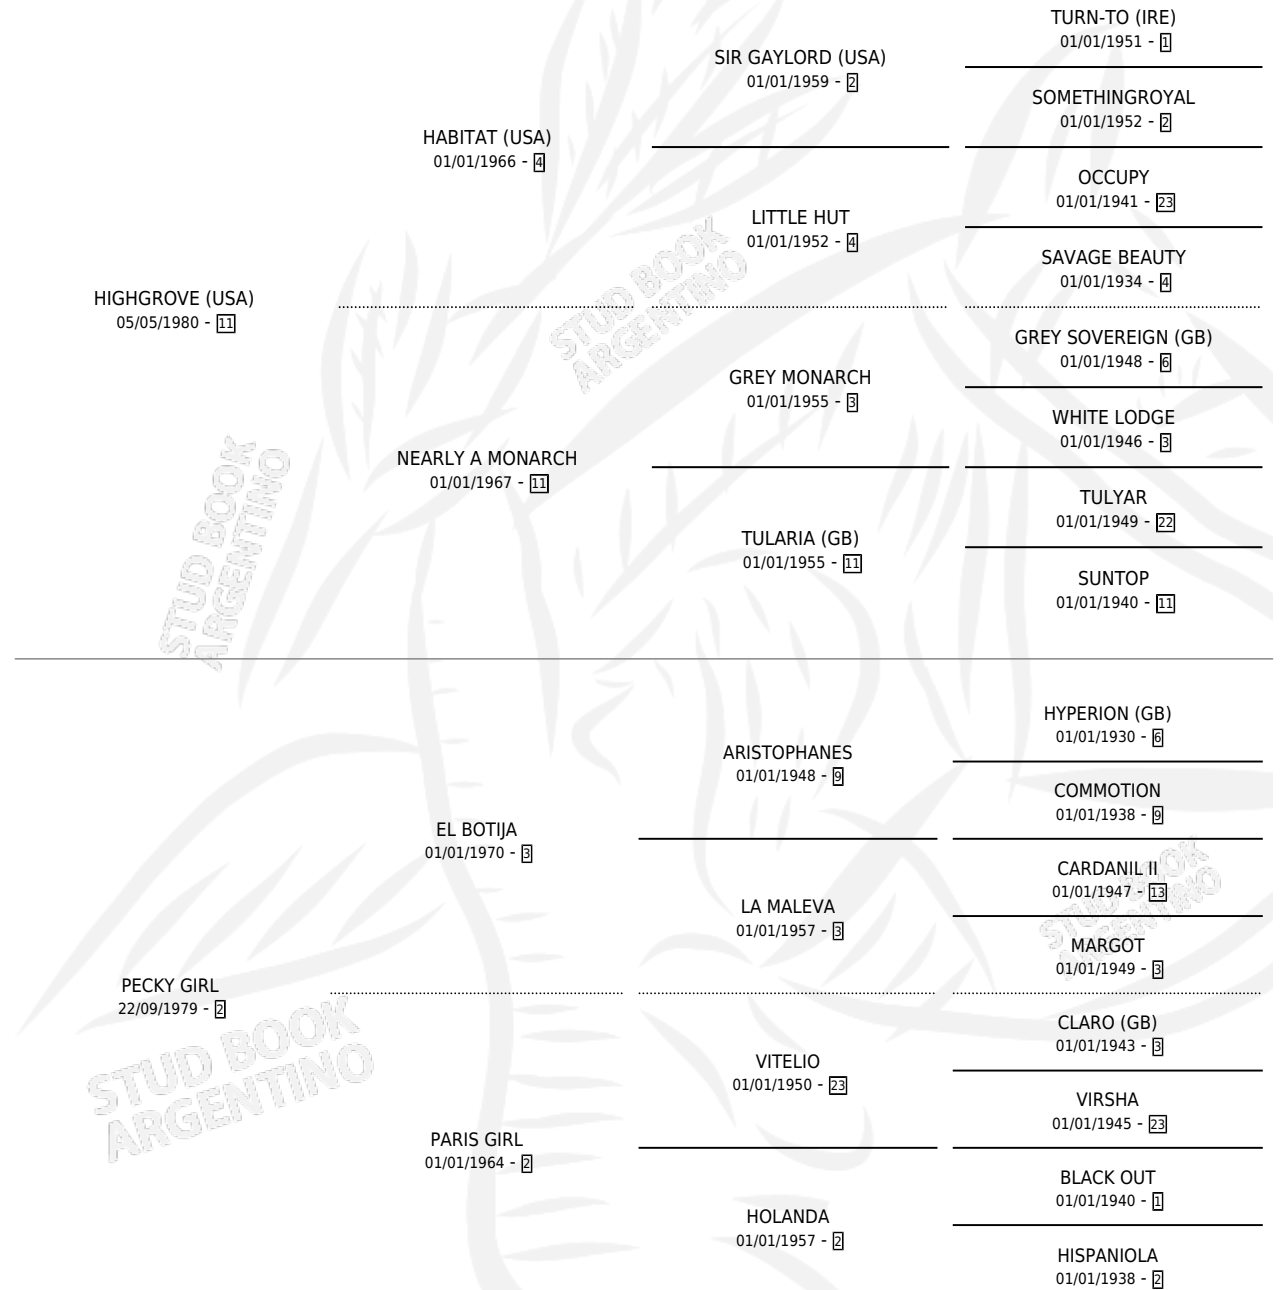 TURN-TO (IRE)
01/01/1951 - 1
SIR GAYLORD (USA)
01/01/1959 - 2
SOMETHINGROYAL
01/01/1952 - 2
HABITAT (USA)
01/01/1966 - 4
OCCUPY
01/01/1941 - 23
LITTLE HUT
01/01/1952 - 4
SAVAGE BEAUTY
01/01/1934 - 4
HIGHGROVE (USA)
05/05/1980 - 11
GREY SOVEREIGN (GB)
01/01/1948 - 6
GREY MONARCH
01/01/1955 - 3
WHITE LODGE
01/01/1946 - 3
NEARLY A MONARCH
01/01/1967 - 11
TULYAR
01/01/1949 - 22
TULARIA (GB)
01/01/1955 - 11
SUNTOP
01/01/1940 - 11
HYPERION (GB)
01/01/1930 - 6
ARISTOPHANES
01/01/1948 - 9
COMMOTION
01/01/1938 - 9
EL BOTIJA
01/01/1970 - 3
CARDANIL II
01/01/1947 - 13
LA MALEVA
01/01/1957 - 3
MARGOT
01/01/1949 - 3
PECKY GIRL
22/09/1979 - 2
CLARO (GB)
01/01/1943 - 3
VITELIO
01/01/1950 - 23
VIRSHA
01/01/1945 - 23
PARIS GIRL
01/01/1964 - 2
BLACK OUT
01/01/1940 - 1
HOLANDA
01/01/1957 - 2
HISPANIOLA
01/01/1938 - 2
STUD BOOK
ARGENTINO
STUD BOOK
ARGENTINO
STUD BOOK
ARGENTINO
STUD BOOK
ARGENTINO